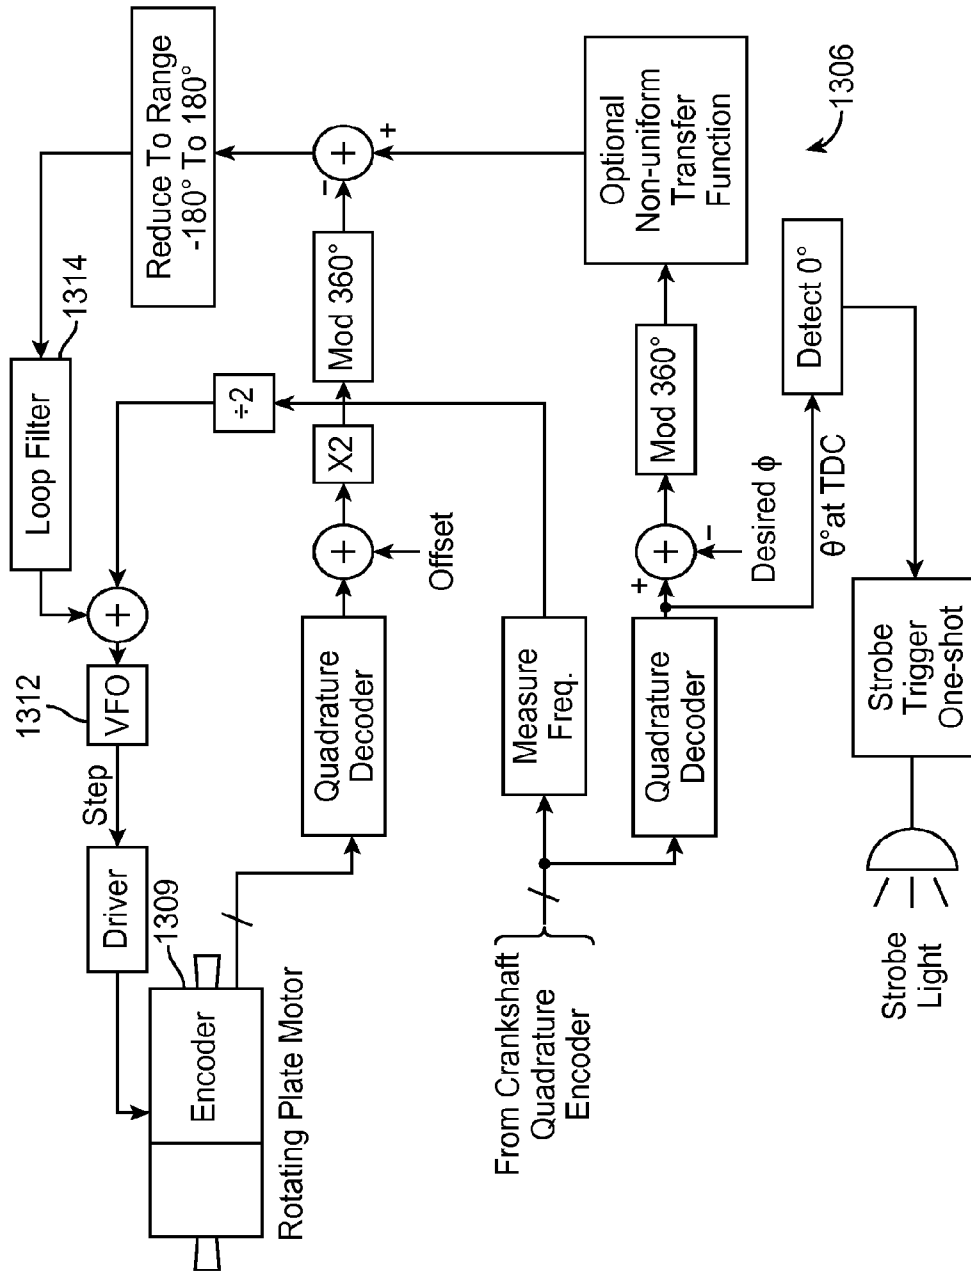 Rotating Plate Motor
Encoder
1309
Driver
Step
1312
VFO
+
Loop Filter
1314
Reduce To Range
-180° To 180°
Quadrature
Decoder
+
Offset
X2
Mod 360°
-
+
+
÷2
From Crankshaft
Quadrature
Encoder
Measure
Freq.
Quadrature
Decoder
+
+
-
Desired ϕ
Mod 360°
Optional
Non-uniform
Transfer
Function
1306
θ°at TDC
Detect 0°
Strobe
Trigger
One-shot
Strobe
Light